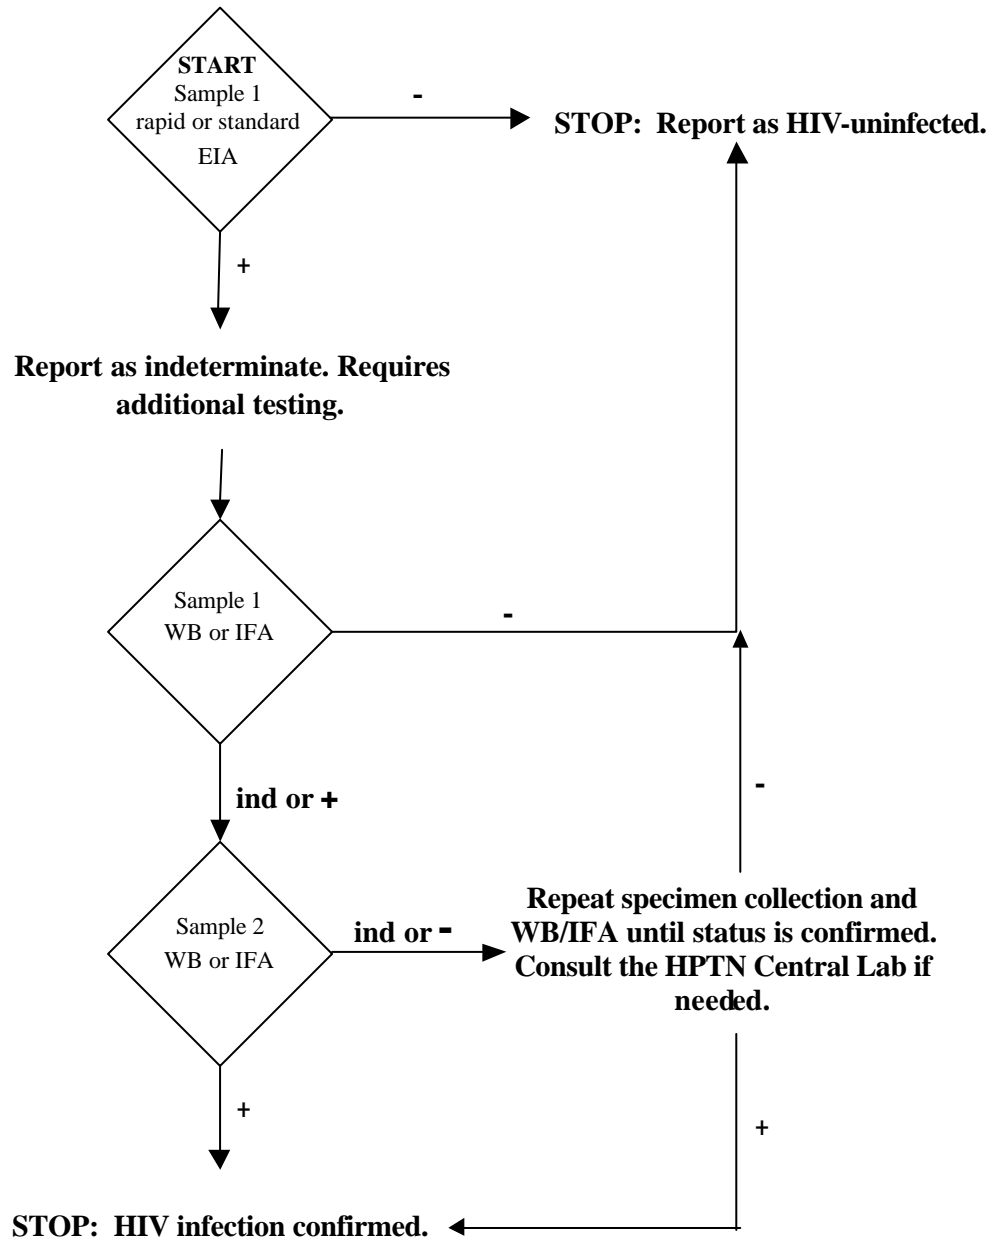 START
Sample 1
rapid or standard
EIA
-
STOP: Report as HIV-uninfected.
+
Report as indeterminate. Requires
additional testing.
Sample 1
WB or IFA
-
ind or +
-
Sample 2
WB or IFA
ind or -
Repeat specimen collection and
WB/IFA until status is confirmed.
Consult the HPTN Central Lab if
needed.
+
+
STOP: HIV infection confirmed.